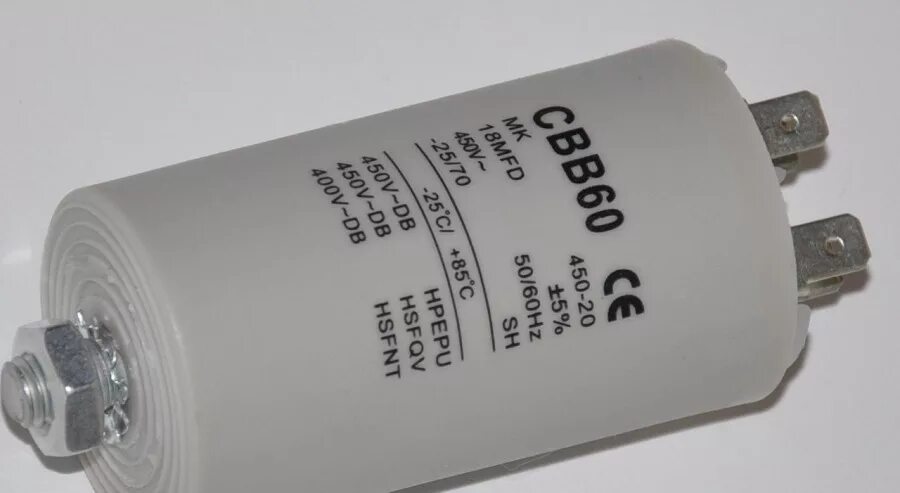 CBB60 CE
MK 450-20
18MFD ±5%
450V~ 50/60Hz
-25/70 SH
-25°C/ +85°C
450V~DB HPEPU
450V~DB HSFQV
400V~DB HSFNT